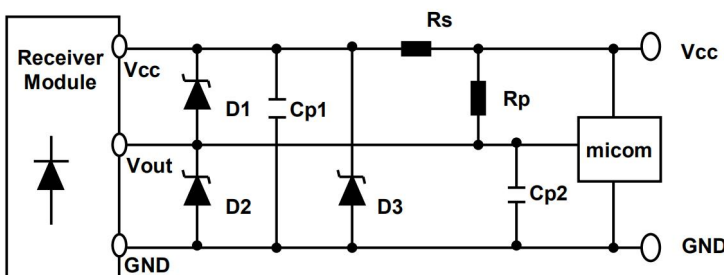 Rs
Receiver
Module
Vcc
Vcc
D1
Cp1
Rp
Vout
micom
D2
D3
Cp2
GND
GND